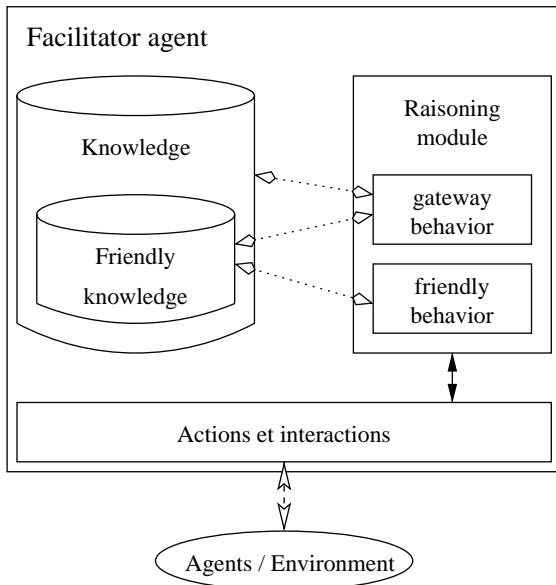 Facilitator agent
Knowledge
Friendly
knowledge
Raisoning
module
gateway
behavior
friendly
behavior
Actions et interactions
Agents / Environment